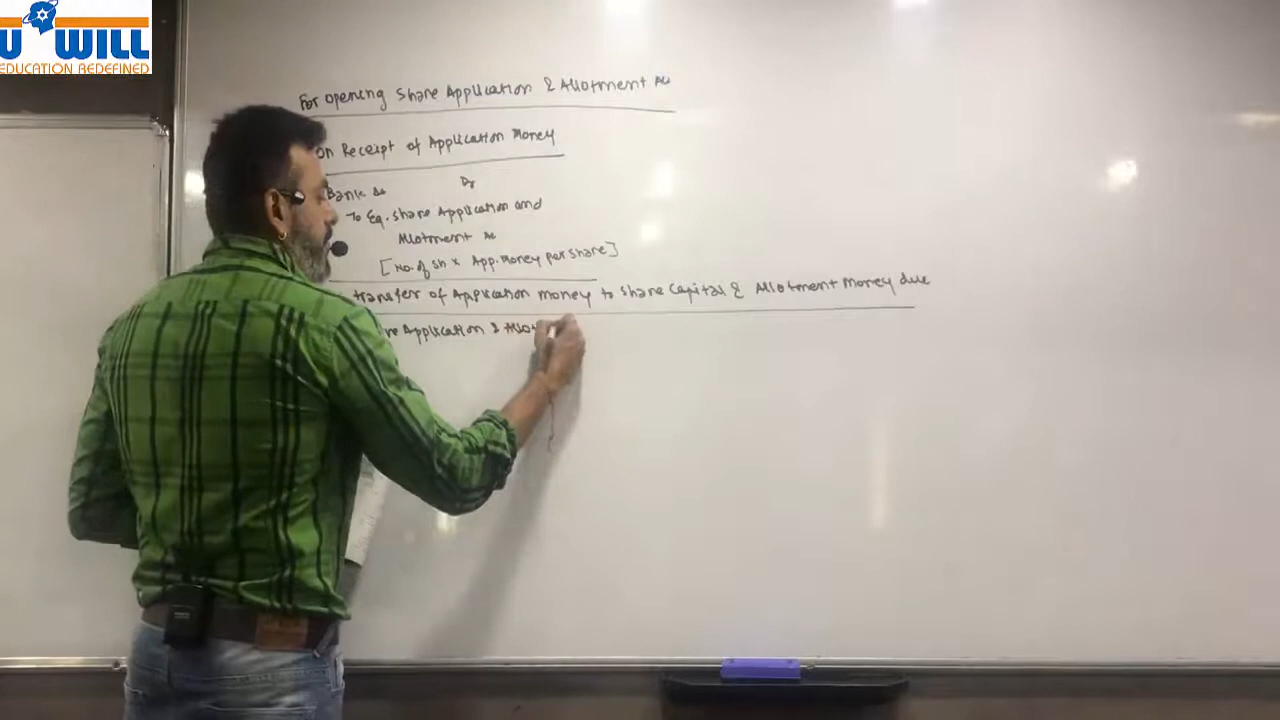 U WILL
EDUCATION REDEFINED
For opening Share Application & Allotment A/c
on Receipt of Application Money
Bank A/c Dr
To Eq. share Application and
Allotment A/c
[No. of sh x App. Money per share]
transfer of Application money to share capital & Allotment Money due
re Application & Allot